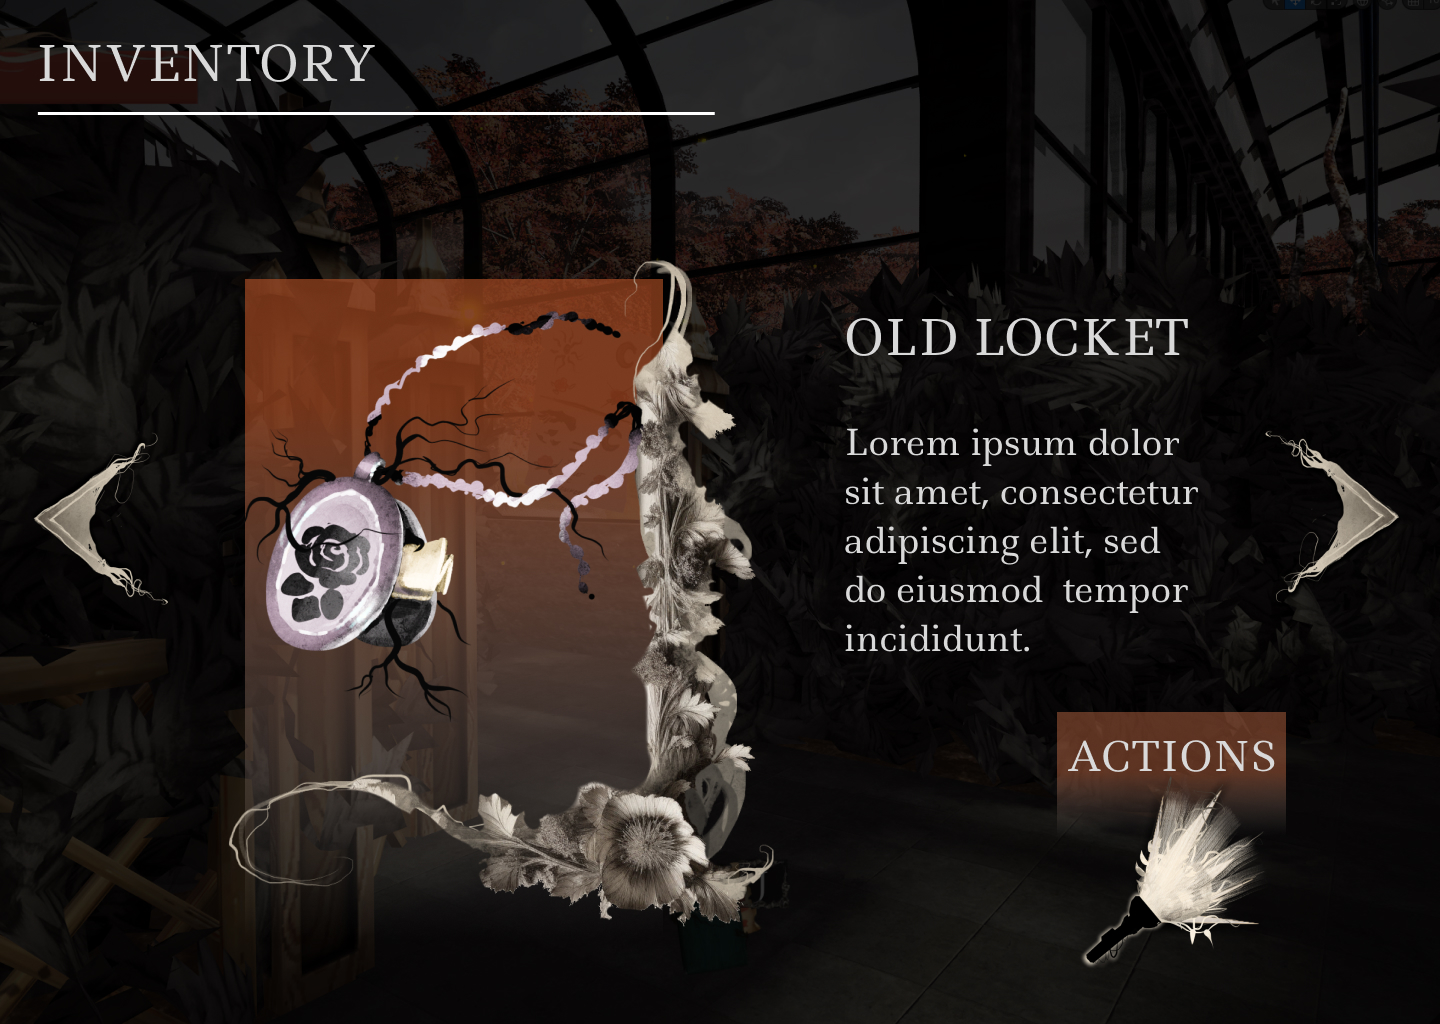 INVENTORY
OLD LOCKET
Lorem ipsum dolor
sit amet, consectetur
adipiscing elit, sed
do eiusmod  tempor
incididunt.
ACTIONS